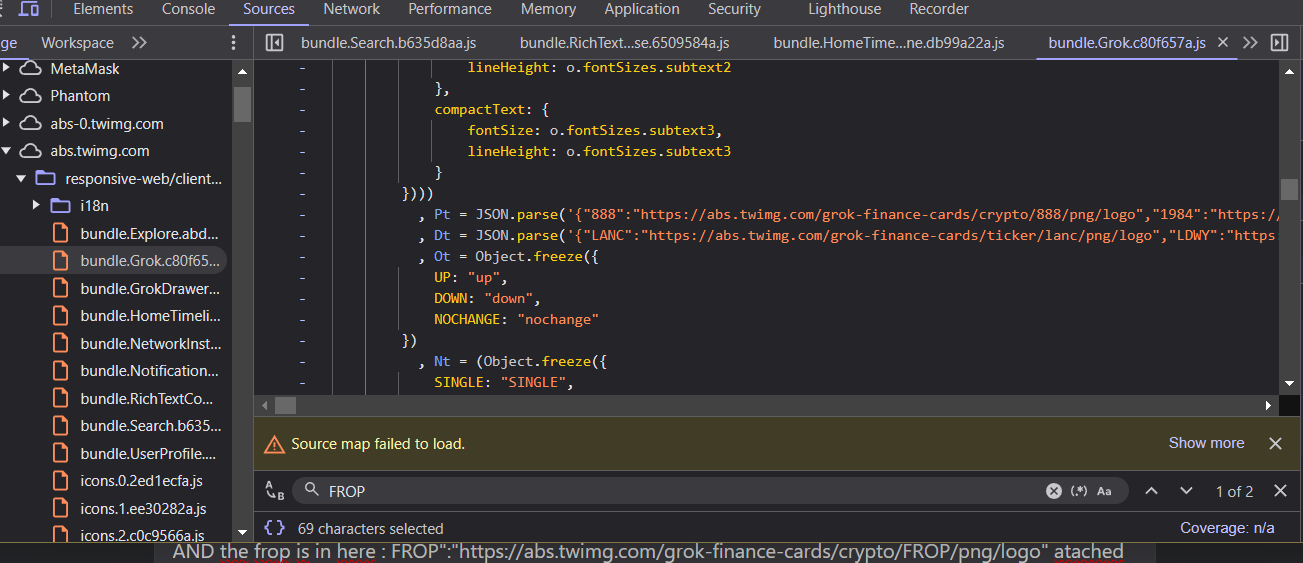 Elements Console Sources Network Performance Memory Application Security Lighthouse Recorder
ge Workspace
bundle.Search.b635d8aa.js bundle.RichText...se.6509584a.js bundle.HomeTime...ne.db99a22a.js bundle.Grok.c80f657a.js
MetaMask
Phantom
abs-0.twimg.com
abs.twimg.com
responsive-web/client...
i18n
bundle.Explore.abd...
bundle.Grok.c80f65...
bundle.GrokDrawer...
bundle.HomeTimeli...
bundle.NetworkInst...
bundle.Notification...
bundle.RichTextCo...
bundle.Search.b635...
bundle.UserProfile....
icons.0.2ed1ecfa.js
icons.1.ee30282a.js
icons.2.c0c9566a.js
- lineHeight: o.fontSizes.subtext2
- },
- compactText: {
- fontSize: o.fontSizes.subtext3,
- lineHeight: o.fontSizes.subtext3
- }
- }))))
- , Pt = JSON.parse('{"888":"https://abs.twimg.com/grok-finance-cards/crypto/888/png/logo","1984":"https:/
- , Dt = JSON.parse('{"LANC":"https://abs.twimg.com/grok-finance-cards/ticker/lanc/png/logo","LDWY":"https
- , Ot = Object.freeze({
- UP: "up",
- DOWN: "down",
- NOCHANGE: "nochange"
- })
- , Nt = (Object.freeze({
- SINGLE: "SINGLE",
Source map failed to load. Show more
FROP (.*) Aa 1 of 2
{} 69 characters selected Coverage: n/a
AND the frop is in here : FROP":"https://abs.twimg.com/grok-finance-cards/crypto/FROP/png/logo" atached